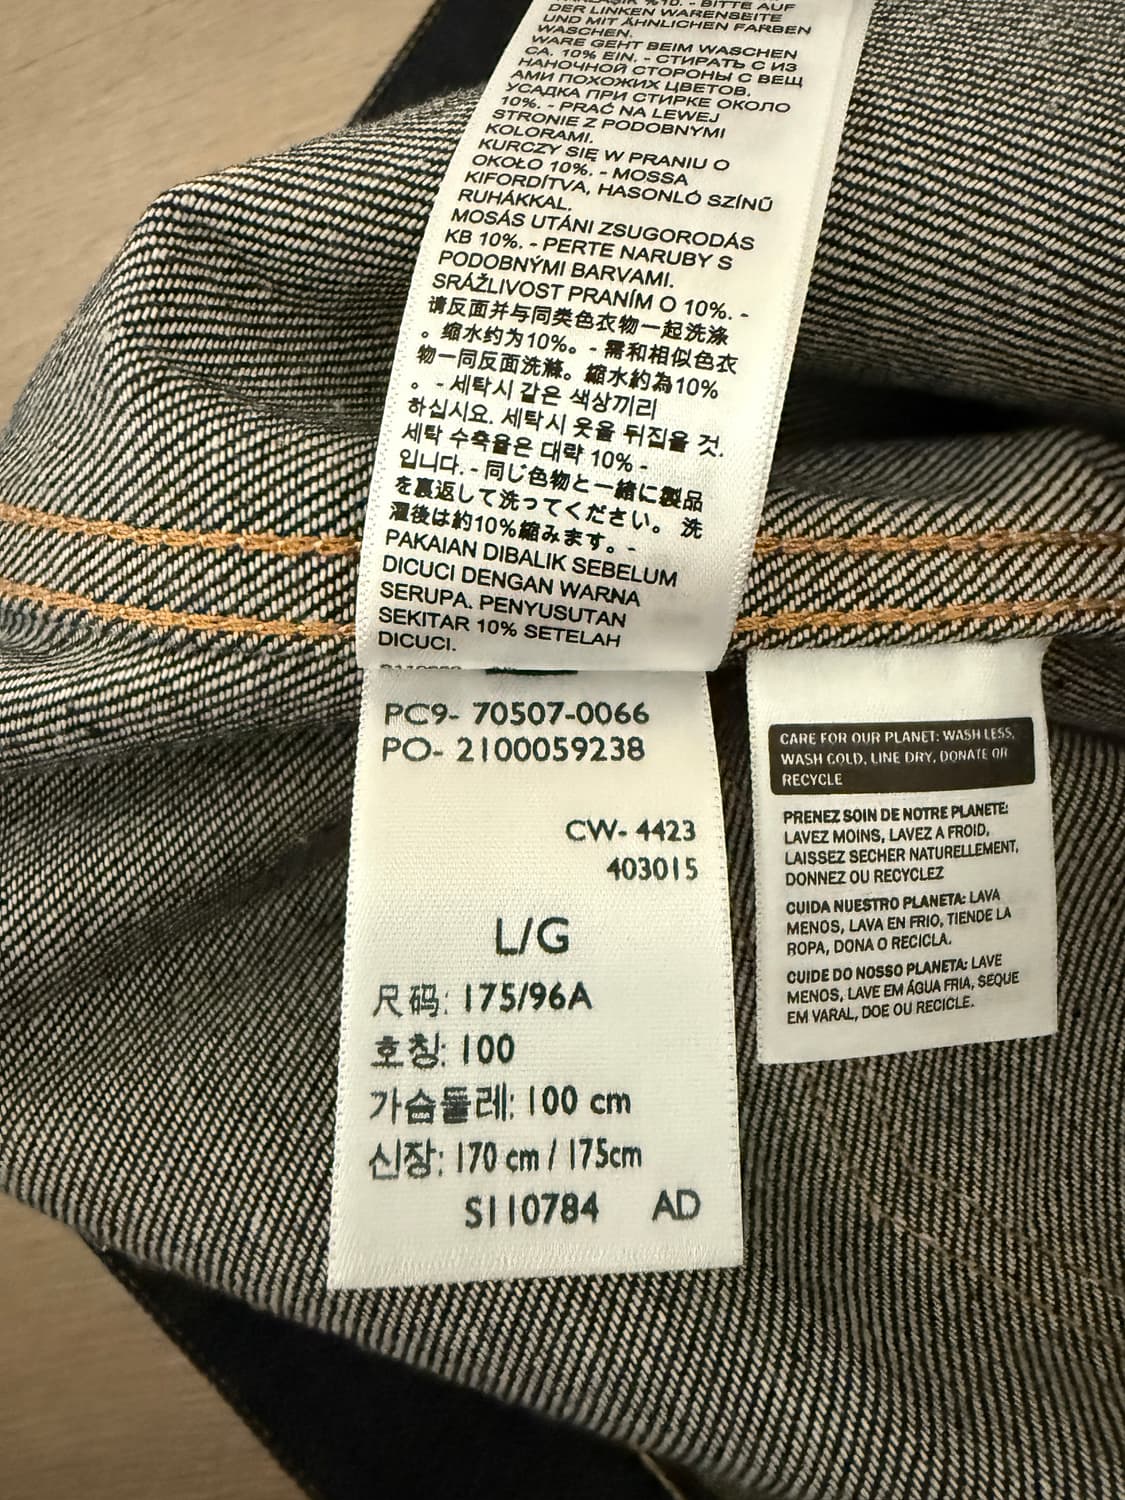 %10. - BITTE AUF
DER LINKEN WARENSEITE
UND MIT ÄHNLICHEN FARBEN
WASCHEN.
WARE GEHT BEIM WASCHEN
CA. 10% EIN. - СТИРАТЬ С ИЗ
НАНОЧНОЙ СТОРОНЫ С ВЕЩ
АМИ ПОХОЖИХ ЦВЕТОВ.
УСАДКА ПРИ СТИРКЕ ОКОЛО
10%. - PRAĆ NA LEWEJ
STRONIE Z PODOBNYMI
KOLORAMI.
KURCZY SIĘ W PRANIU O
OKOŁO 10%. - MOSSA
KIFORDÍTVA, HASONLÓ SZÍNŰ
RUHÁKKAL.
MOSÁS UTÁNI ZSUGORODÁS
KB 10%. - PERTE NARUBY S
PODOBNÝMI BARVAMI.
SRÁŽLIVOST PRANÍM O 10%. -
请反面并与同类色衣物一起洗涤
。缩水约为10%。- 需和相似色衣
物一同反面洗滌。縮水約為10%
。- 세탁시 같은 색상끼리
하십시요. 세탁시 옷을 뒤집을 것.
세탁 수축율은 대략 10% -
입니다. - 同じ色物と一緒に製品
を裏返して洗ってください。 洗
濯後は約10%縮みます。-
PAKAIAN DIBALIK SEBELUM
DICUCI DENGAN WARNA
SERUPA. PENYUSUTAN
SEKITAR 10% SETELAH
DICUCI.
PC9- 70507-0066
PO- 2100059238
CW- 4423
403015
L/G
尺码: 175/96A
호칭: 100
가슴둘레: 100 cm
신장: 170 cm / 175cm
S110784 AD
CARE FOR OUR PLANET: WASH LESS,
WASH COLD, LINE DRY, DONATE OR
RECYCLE
PRENEZ SOIN DE NOTRE PLANETE:
LAVEZ MOINS, LAVEZ A FROID,
LAISSEZ SECHER NATURELLEMENT,
DONNEZ OU RECYCLEZ
CUIDA NUESTRO PLANETA: LAVA
MENOS, LAVA EN FRIO, TIENDE LA
ROPA, DONA O RECICLA.
CUIDE DO NOSSO PLANETA: LAVE
MENOS, LAVE EM ÁGUA FRIA, SEQUE
EM VARAL, DOE OU RECICLE.